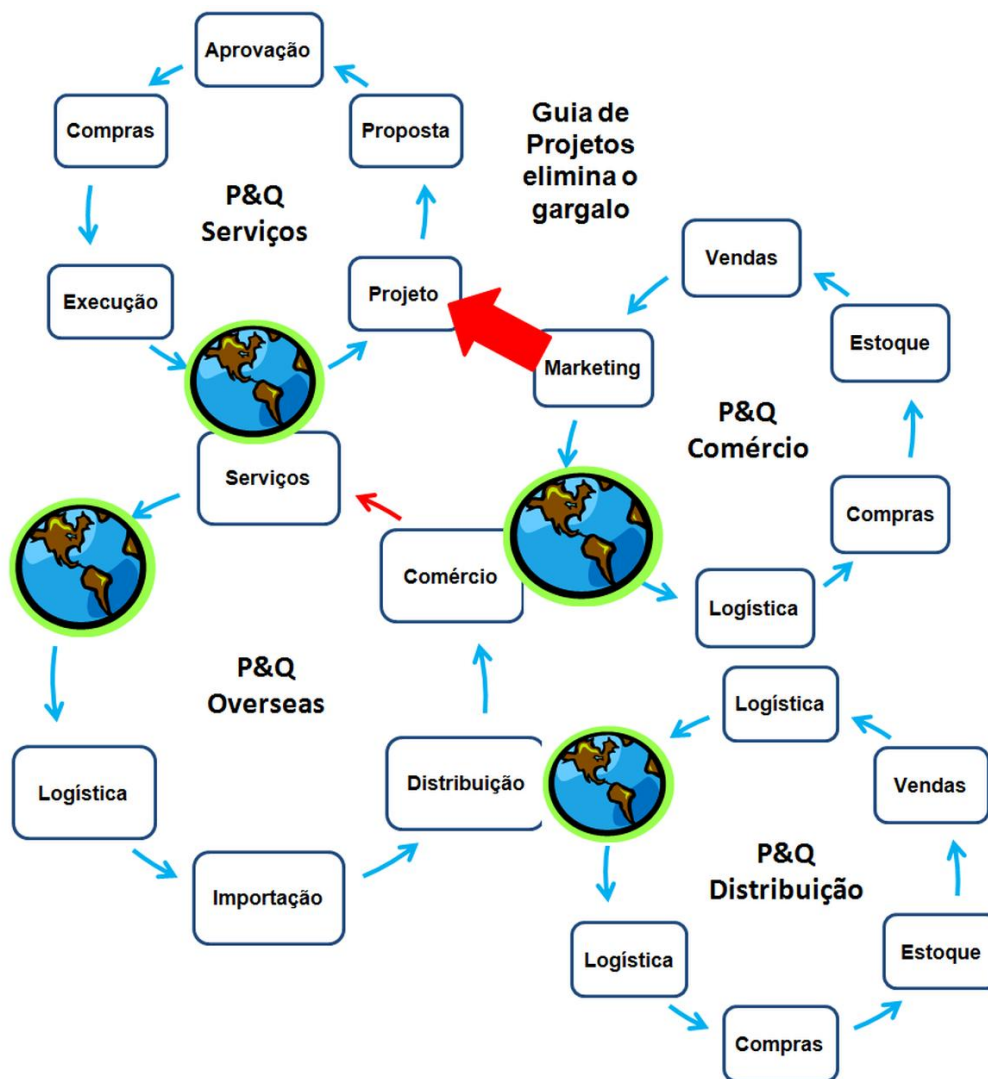 Aprovação
Compras
Proposta
Guia de
Projetos
elimina o
gargalo
P&Q
Serviços
Vendas
Execução
Projeto
Estoque
Marketing
P&Q
Comércio
Serviços
Compras
Comércio
Logística
P&Q
Overseas
Logística
Logística
Distribuição
Vendas
P&Q
Distribuição
Importação
Logística
Estoque
Compras